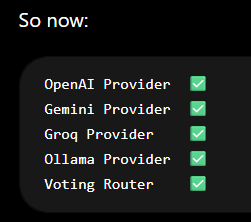 So now:
OpenAI Provider ✅
Gemini Provider ✅
Groq Provider ✅
Ollama Provider ✅
Voting Router ✅